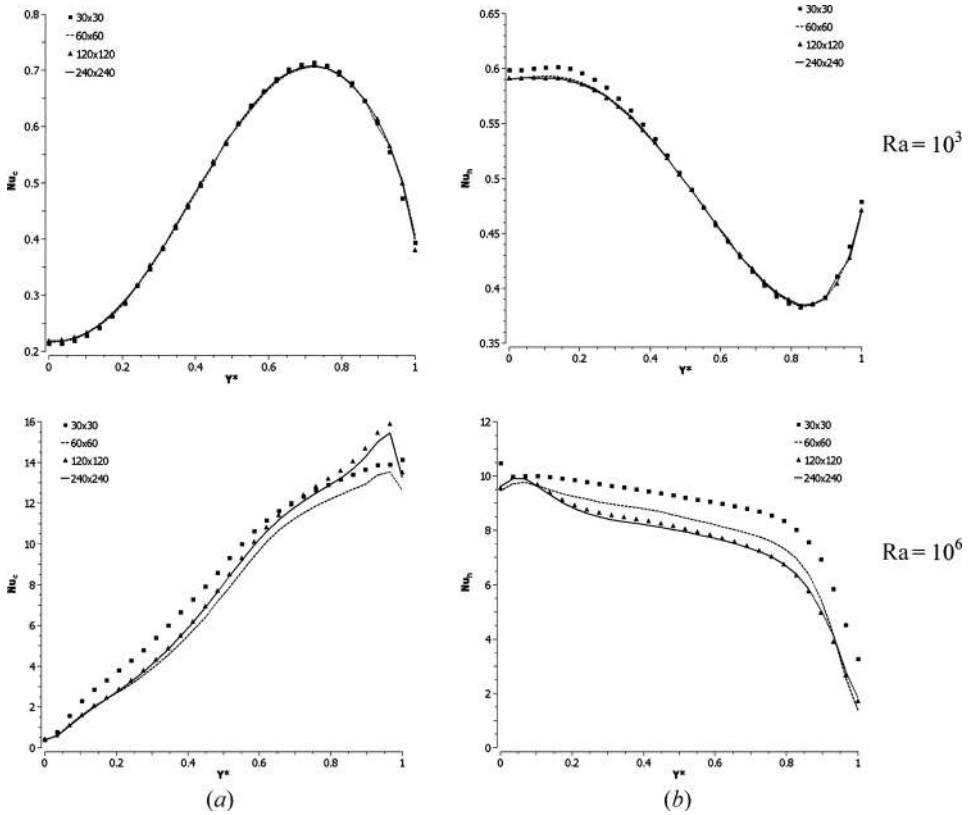 30x30
60x60
120x120
240x240
0.8
0.7
0.6
0.5
0.4
0.3
0.2
Nu_c
0
0.2
0.4
0.6
0.8
1
Y*
30x30
60x60
120x120
240x240
0.65
0.6
0.55
0.5
0.45
0.4
0.35
Nu_h
0
0.2
0.4
0.6
0.8
1
Y*
Ra = 10³
30x30
60x60
120x120
240x240
16
14
12
10
8
6
4
2
0
Nu_c
0
0.2
0.4
0.6
0.8
1
Y*
(a)
30x30
60x60
120x120
240x240
12
10
8
6
4
2
0
Nu_h
0
0.2
0.4
0.6
0.8
1
Y*
(b)
Ra = 10⁶